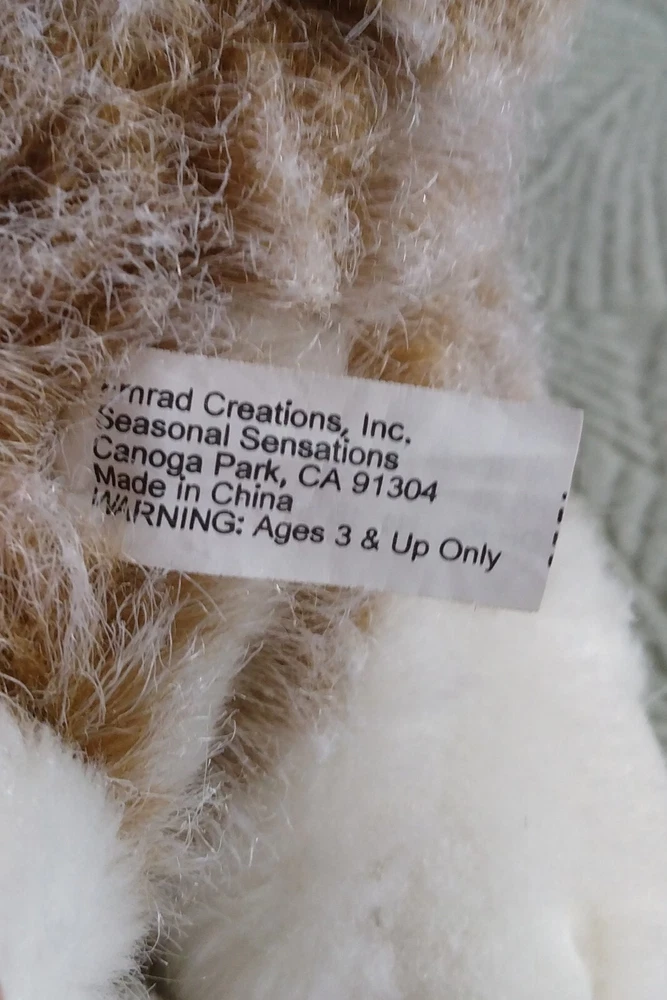 Creations, Inc.
Seasonal Sensations
Canoga Park, CA 91304
Made in China
WARNING: Ages 3 & Up Only